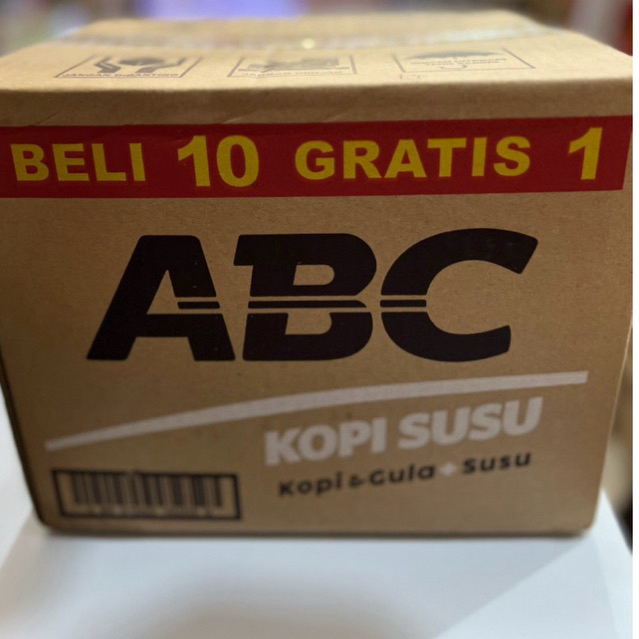 BELI 10 GRATIS 1
ABC
KOPI SUSU
Kopi & Gula + Susu